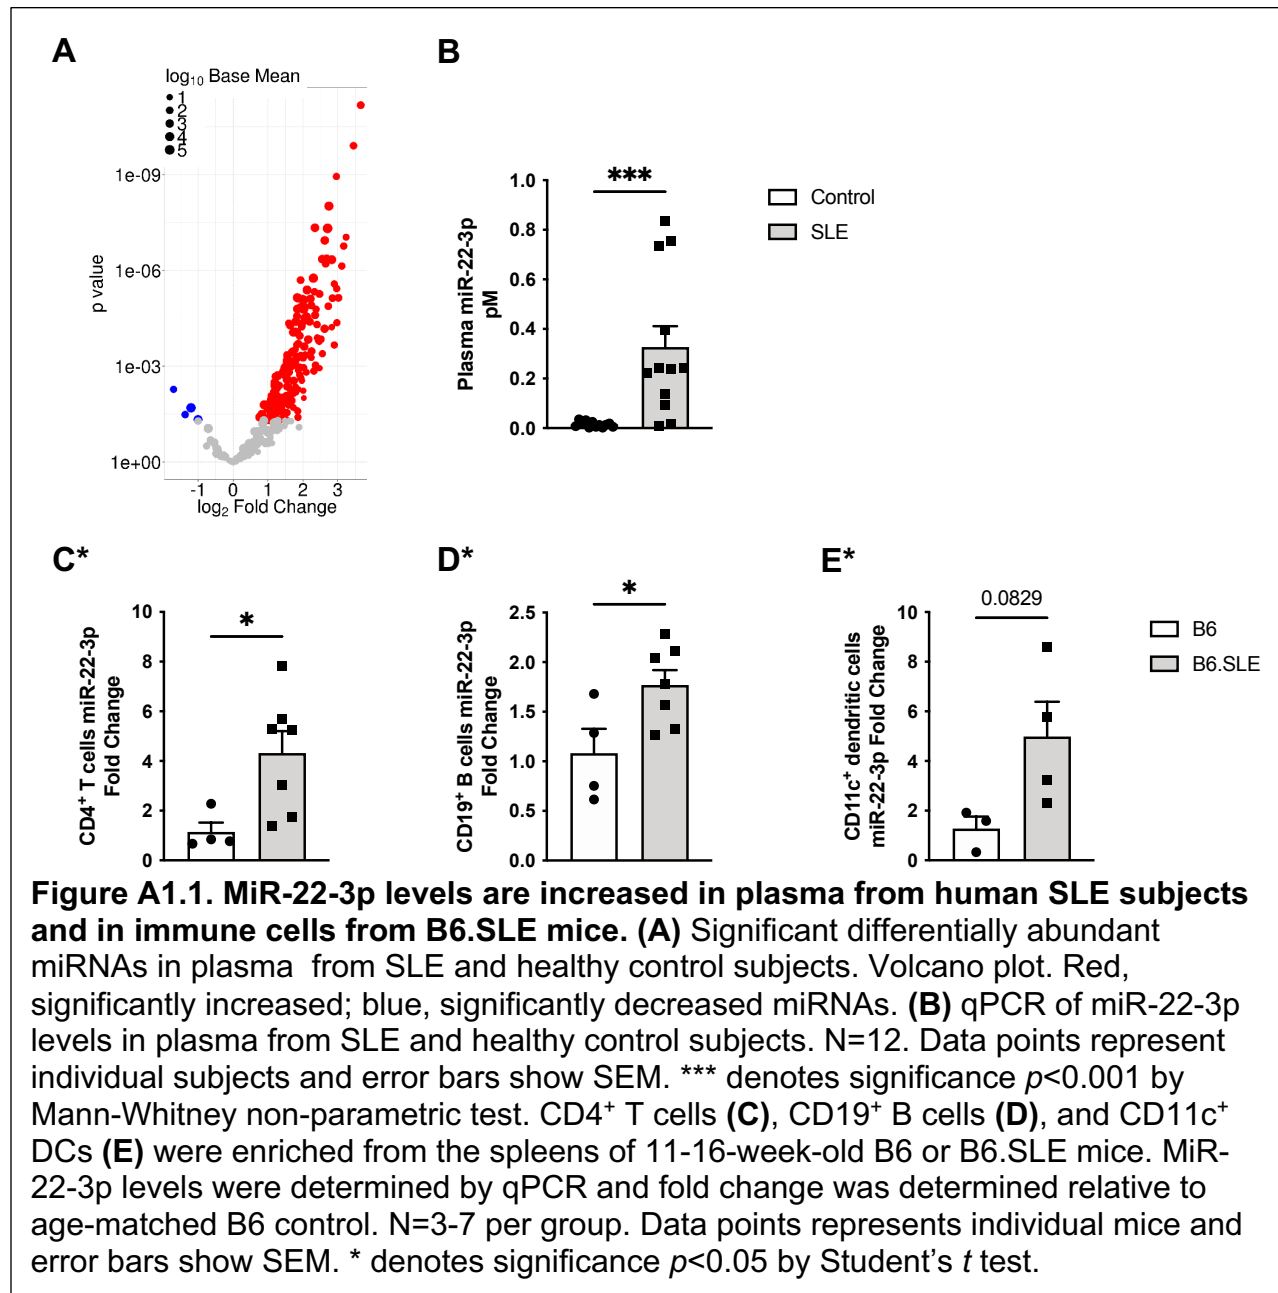 A
log10 Base Mean
1
2
3
4
5
1e-09
1e-06
1e-03
1e+00
p value
-1 0 1 2 3
log2 Fold Change
B
***
1.0
0.8
0.6
0.4
0.2
0.0
Plasma miR-22-3p
pM
Control
SLE
C*
*
10
8
6
4
2
0
CD4+ T cells miR-22-3p
Fold Change
D*
*
2.5
2.0
1.5
1.0
0.5
0.0
CD19+ B cells miR-22-3p
Fold Change
E*
0.0829
10
8
6
4
2
0
CD11c+ dendritic cells
miR-22-3p Fold Change
B6
B6.SLE
Figure A1.1. MiR-22-3p levels are increased in plasma from human SLE subjects
and in immune cells from B6.SLE mice. (A) Significant differentially abundant
miRNAs in plasma from SLE and healthy control subjects. Volcano plot. Red,
significantly increased; blue, significantly decreased miRNAs. (B) qPCR of miR-22-3p
levels in plasma from SLE and healthy control subjects. N=12. Data points represent
individual subjects and error bars show SEM. *** denotes significance p<0.001 by
Mann-Whitney non-parametric test. CD4+ T cells (C), CD19+ B cells (D), and CD11c+
DCs (E) were enriched from the spleens of 11-16-week-old B6 or B6.SLE mice. MiR-
22-3p levels were determined by qPCR and fold change was determined relative to
age-matched B6 control. N=3-7 per group. Data points represents individual mice and
error bars show SEM. * denotes significance p<0.05 by Student’s t test.